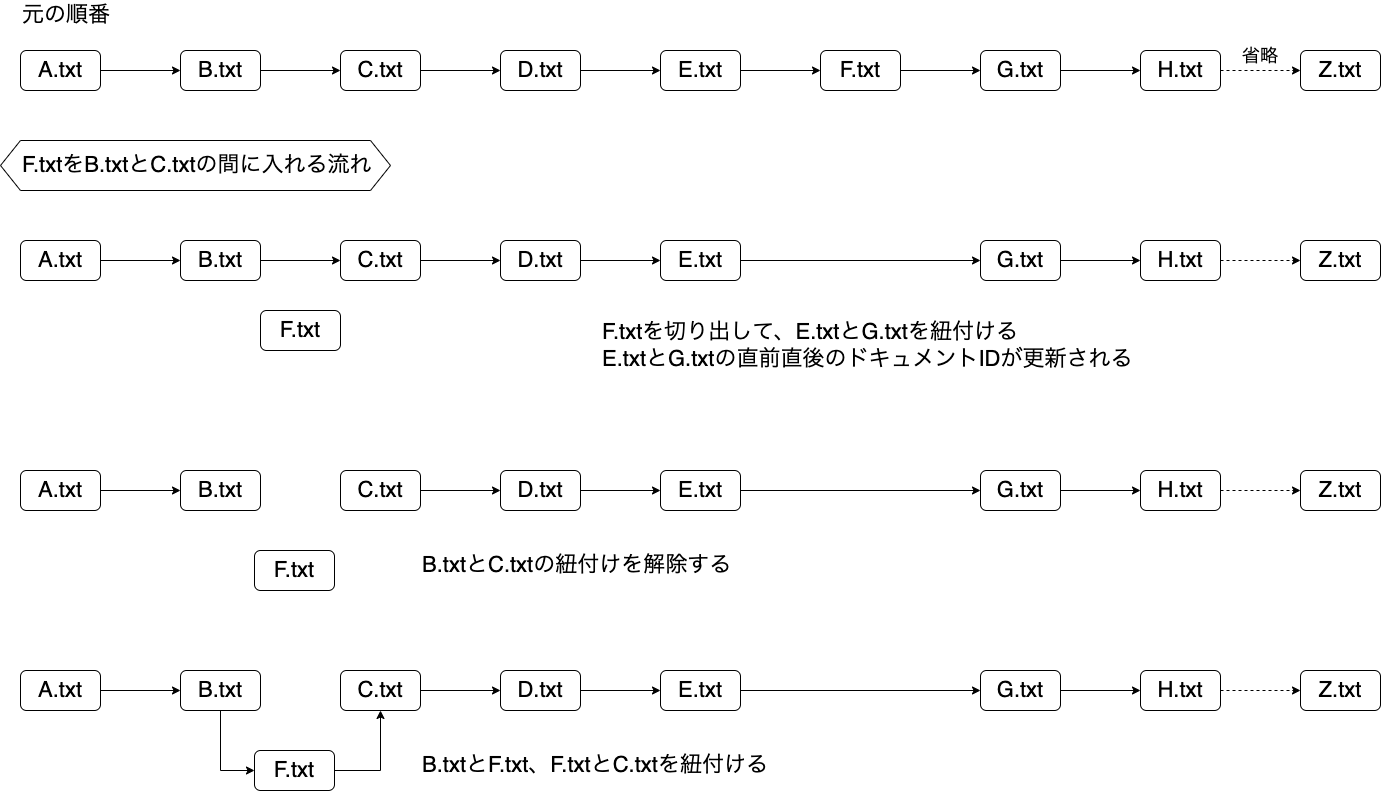 元の順番
A.txt B.txt C.txt D.txt E.txt F.txt G.txt H.txt 省略 Z.txt
F.txtをB.txtとC.txtの間に入れる流れ
A.txt B.txt C.txt D.txt E.txt G.txt H.txt Z.txt
F.txt
F.txtを切り出して、E.txtとG.txtを紐付ける
E.txtとG.txtの直前直後のドキュメントIDが更新される
A.txt B.txt C.txt D.txt E.txt G.txt H.txt Z.txt
F.txt
B.txtとC.txtの紐付けを解除する
A.txt B.txt C.txt D.txt E.txt G.txt H.txt Z.txt
F.txt
B.txtとF.txt、F.txtとC.txtを紐付ける